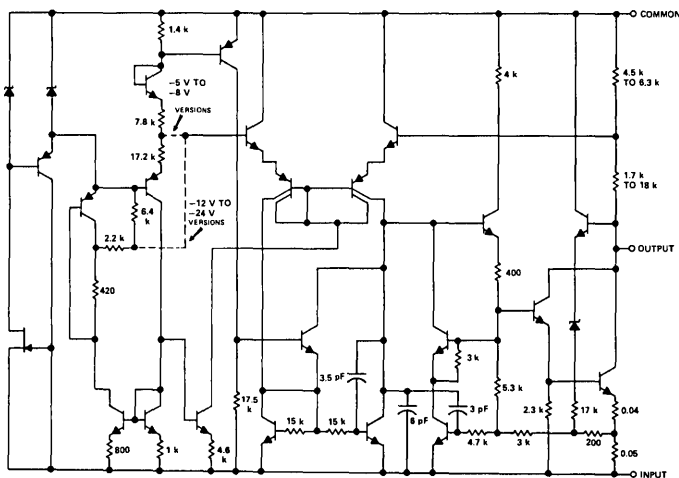 COMMON
1.4 k
4 k
4.5 k
TO 6.3 k
−5 V TO
−8 V
VERSIONS
7.8 k
17.2 k
1.7 k
TO 18 k
6.4
k
−12 V TO
−24 V
VERSIONS
2.2 k
OUTPUT
400
420
3 k
3.5 pF
17.5
k
5.3 k
6 pF
3 pF
2.3 k
17 k
0.04
15 k
15 k
4.7 k
3 k
200
800
1 k
4.6
k
0.05
INPUT